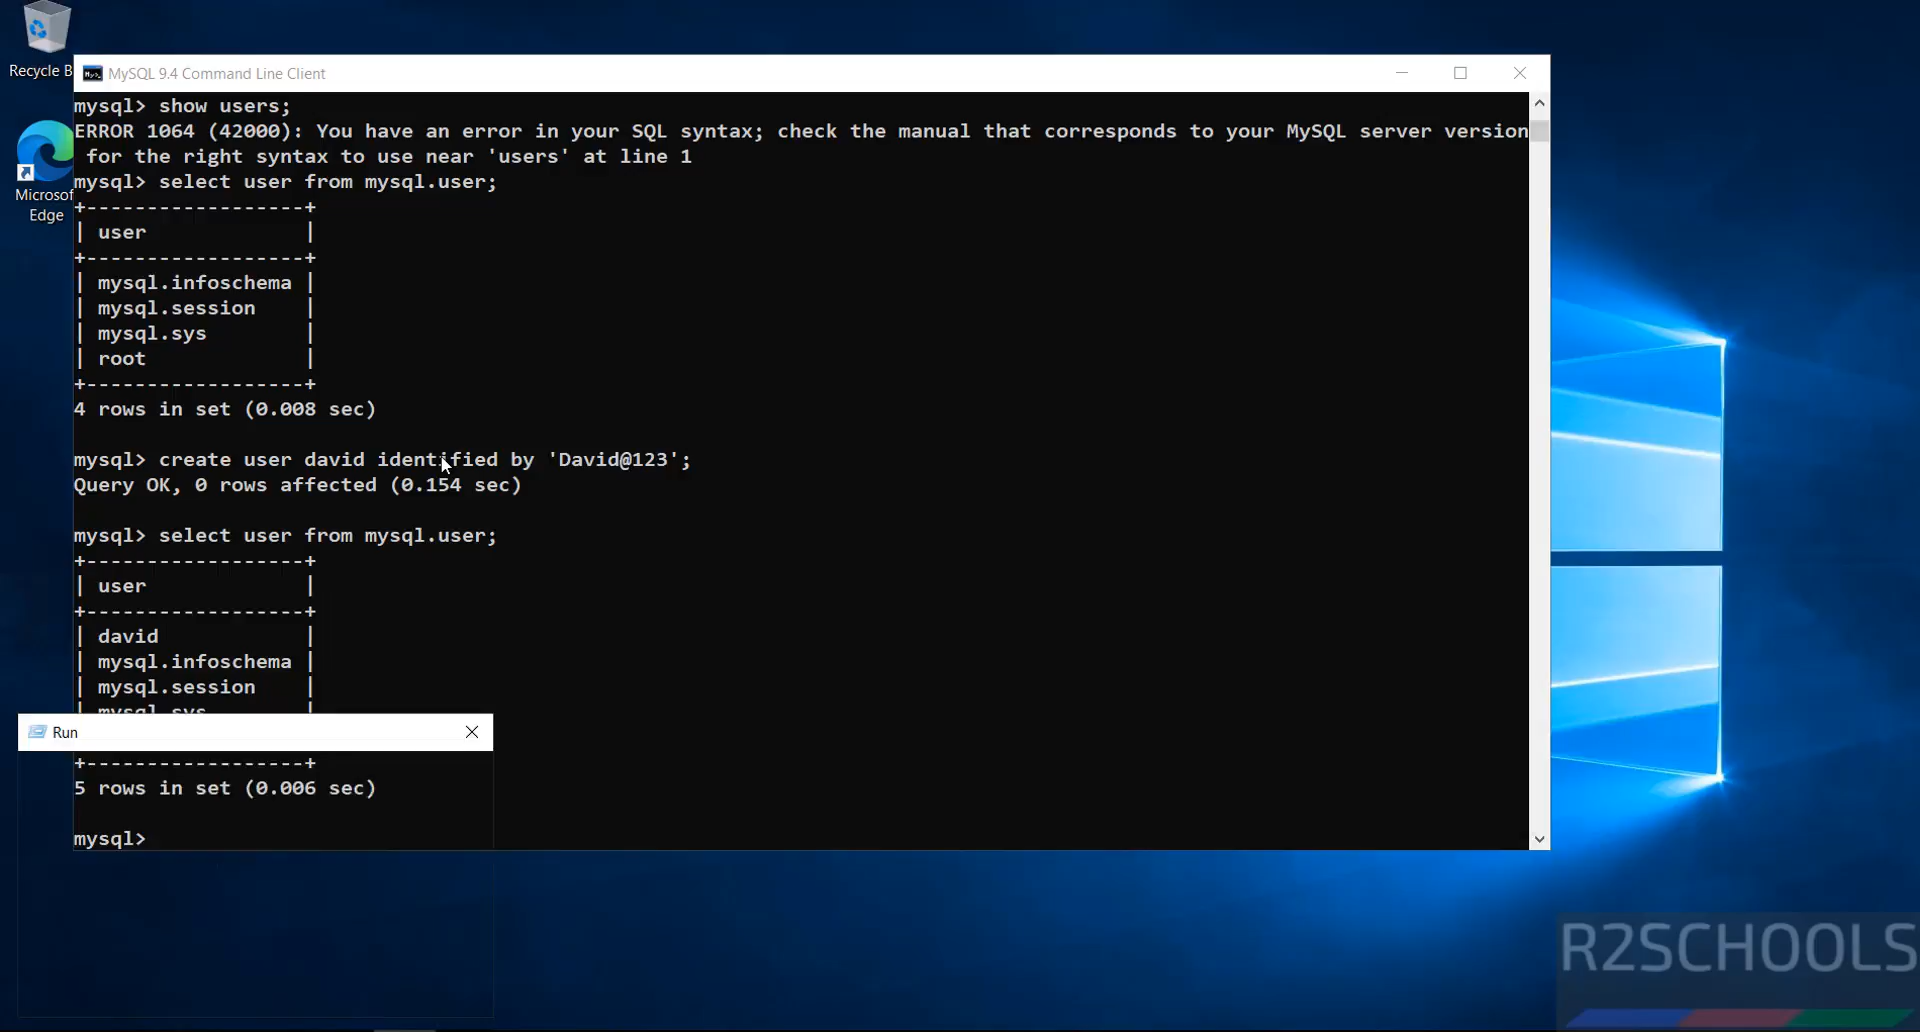 Recycle B
Microsof
Edge
MySQL 9.4 Command Line Client
mysql> show users;
ERROR 1064 (42000): You have an error in your SQL syntax; check the manual that corresponds to your MySQL server version
for the right syntax to use near 'users' at line 1
mysql> select user from mysql.user;
+------------------+
| user             |
+------------------+
| mysql.infoschema |
| mysql.session    |
| mysql.sys        |
| root             |
+------------------+
4 rows in set (0.008 sec)
mysql> create user david identified by 'David@123';
Query OK, 0 rows affected (0.154 sec)
mysql> select user from mysql.user;
+------------------+
| user             |
+------------------+
| david            |
| mysql.infoschema |
| mysql.session    |
| mysql.sys        |
Run
+------------------+
5 rows in set (0.006 sec)
mysql>
R2SCHOOLS